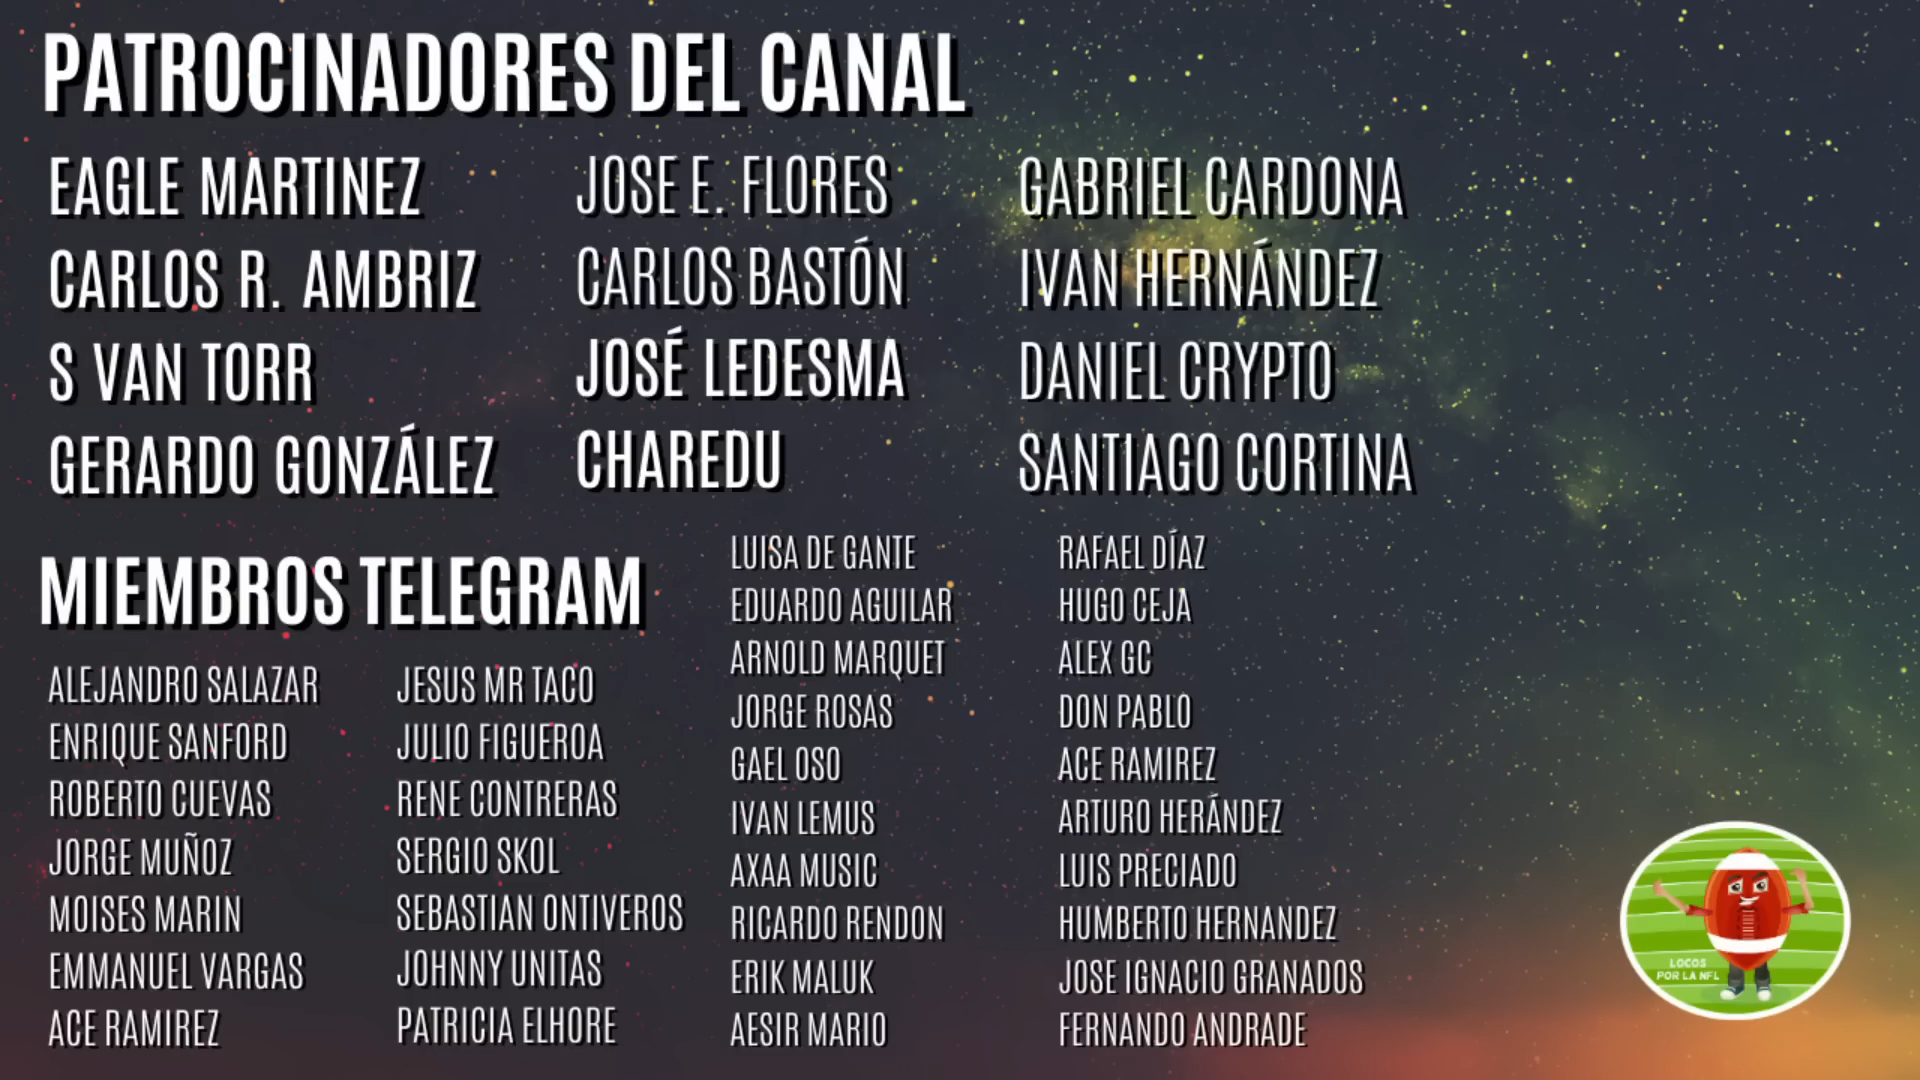 PATROCINADORES DEL CANAL
EAGLE MARTINEZ
CARLOS R. AMBRIZ
S VAN TORR
GERARDO GONZÁLEZ
JOSE E. FLORES
CARLOS BASTÓN
JOSÉ LEDESMA
CHAREDU
GABRIEL CARDONA
IVAN HERNÁNDEZ
DANIEL CRYPTO
SANTIAGO CORTINA
MIEMBROS TELEGRAM
ALEJANDRO SALAZAR
ENRIQUE SANFORD
ROBERTO CUEVAS
JORGE MUÑOZ
MOISES MARIN
EMMANUEL VARGAS
ACE RAMIREZ
JESUS MR TACO
JULIO FIGUEROA
RENE CONTRERAS
SERGIO SKOL
SEBASTIAN ONTIVEROS
JOHNNY UNITAS
PATRICIA ELHORE
LUISA DE GANTE
EDUARDO AGUILAR
ARNOLD MARQUET
JORGE ROSAS
GAEL OSO
IVAN LEMUS
AXAA MUSIC
RICARDO RENDON
ERIK MALUK
AESIR MARIO
RAFAEL DÍAZ
HUGO CEJA
ALEX GC
DON PABLO
ACE RAMIREZ
ARTURO HERÁNDEZ
LUIS PRECIADO
HUMBERTO HERNANDEZ
JOSE IGNACIO GRANADOS
FERNANDO ANDRADE
LOCOS
POR LA NFL